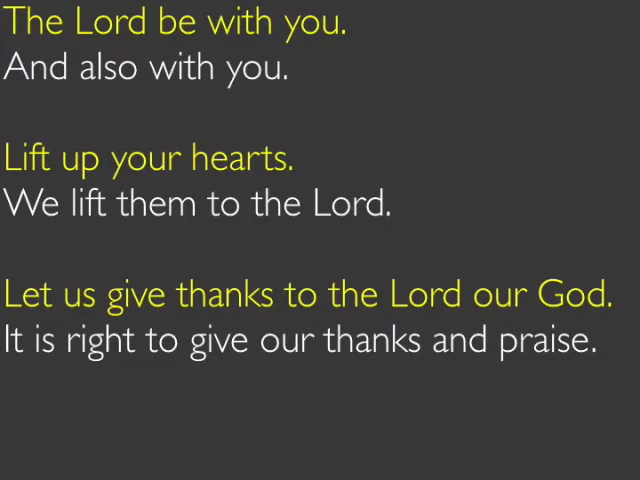 The Lord be with you.
And also with you.
Lift up your hearts.
We lift them to the Lord.
Let us give thanks to the Lord our God.
It is right to give our thanks and praise.